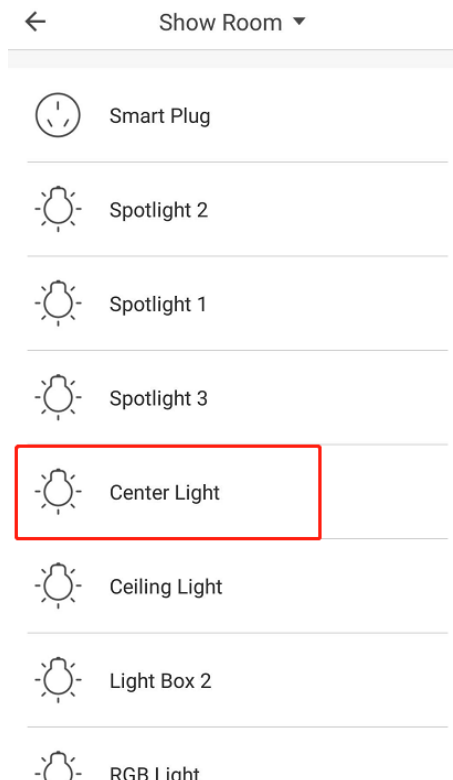 Show Room
Smart Plug
Spotlight 2
Spotlight 1
Spotlight 3
Center Light
Ceiling Light
Light Box 2
RGB Light